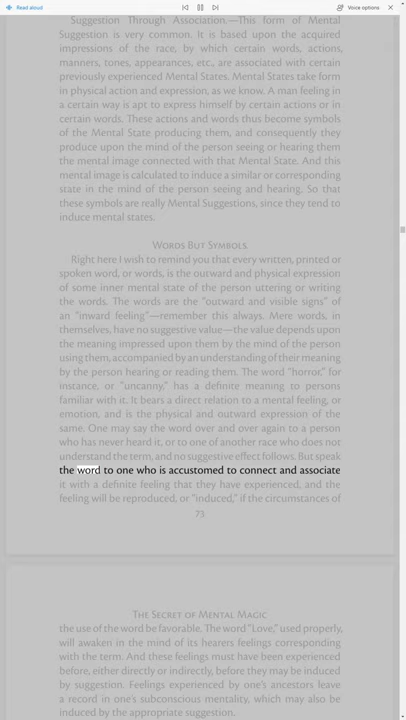 Read aloud
Voice options
Suggestion Through Association.—This form of Mental
Suggestion is very common. It is based upon the acquired
impressions of the race, by which certain words, actions,
manners, tones, appearances, etc., are associated with certain
previously experienced Mental States. Mental States take form
in physical action and expression, as we know. A man feeling in
a certain way is apt to express himself by certain actions or in
certain words. These actions and words thus become symbols
of the Mental State producing them, and consequently they
produce upon the mind of the person seeing or hearing them
the mental image connected with that Mental State. And this
mental image is calculated to induce a similar or corresponding
state in the mind of the person seeing and hearing. So that
these symbols are really Mental Suggestions, since they tend to
induce mental states.
Words But Symbols.
Right here I wish to remind you that every written, printed or
spoken word, or words, is the outward and physical expression
of some inner mental state of the person uttering or writing
the words. The words are the “outward and visible signs” of
an “inward feeling”—remember this always. Mere words, in
themselves, have no suggestive value—the value depends upon
the meaning impressed upon them by the mind of the person
using them, accompanied by an understanding of their meaning
by the person hearing or reading them. The word “horror,” for
instance, or “uncanny,” has a definite meaning to persons
familiar with it. It bears a direct relation to a mental feeling, or
emotion, and is the physical and outward expression of the
same. One may say the word over and over again to a person
who has never heard it, or to one of another race who does not
understand the term, and no suggestive effect follows. But speak
the word to one who is accustomed to connect and associate
it with a definite feeling that they have experienced, and the
feeling will be reproduced, or “induced,” if the circumstances of
73
The Secret of Mental Magic
the use of the word be favorable. The word “Love,” used properly,
will awaken in the mind of its hearers feelings corresponding
with the term. And these feelings must have been experienced
before, either directly or indirectly, before they may be induced
by suggestion. Feelings experienced by one’s ancestors leave
a record in one’s subconscious mentality, which may also be
induced by the appropriate suggestion.